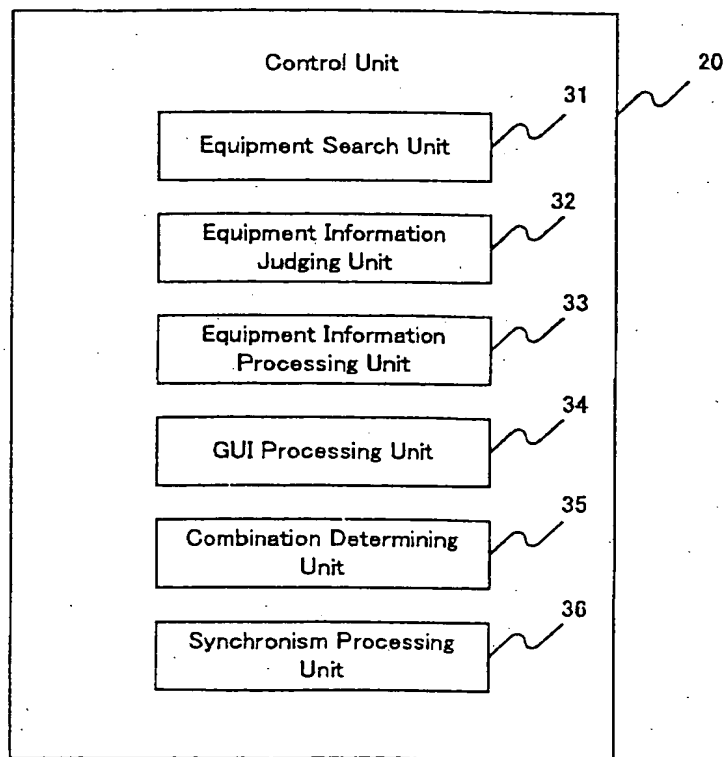 Control Unit
20
31
Equipment Search Unit
32
Equipment Information
Judging Unit
33
Equipment Information
Processing Unit
34
GUI Processing Unit
35
Combination Determining
Unit
36
Synchronism Processing
Unit